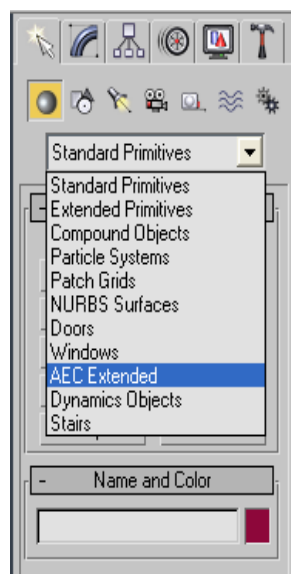 Standard Primitives
Standard Primitives
Extended Primitives
Compound Objects
Particle Systems
Patch Grids
NURBS Surfaces
Doors
Windows
AEC Extended
Dynamics Objects
Stairs
- Name and Color